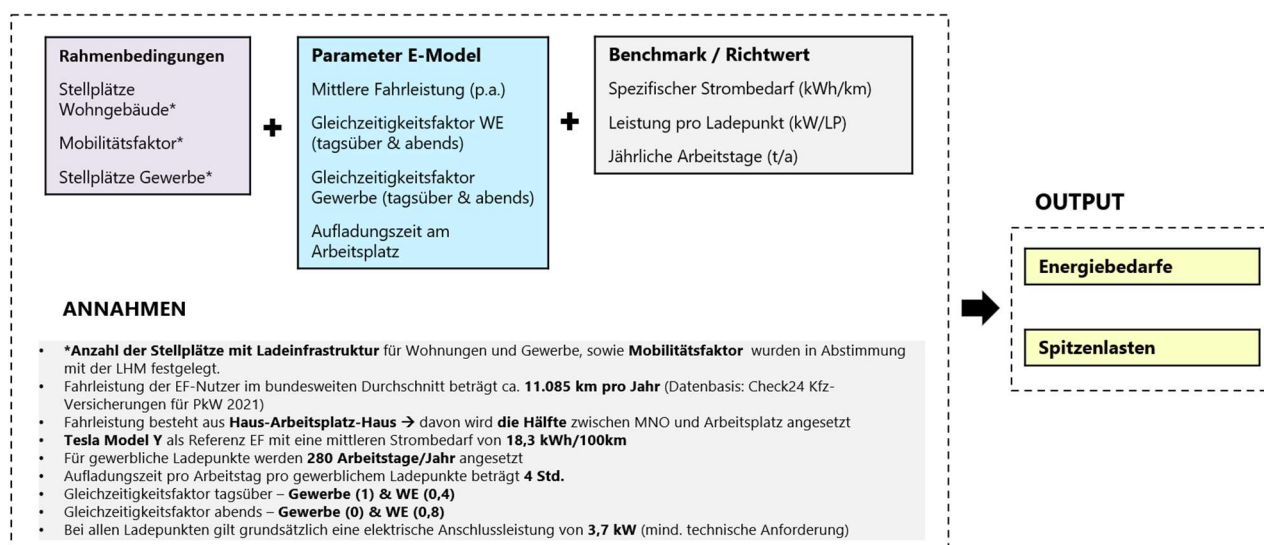 Rahmenbedingungen
Stellplätze
Wohngebäude*
Mobilitätsfaktor*
Stellplätze Gewerbe*
+
Parameter E-Model
Mittlere Fahrleistung (p.a.)
Gleichzeitigkeitsfaktor WE
(tagsüber & abends)
Gleichzeitigkeitsfaktor
Gewerbe (tagsüber & abends)
Aufladungszeit am
Arbeitsplatz
+
Benchmark / Richtwert
Spezifischer Strombedarf (kWh/km)
Leistung pro Ladepunkt (kW/LP)
Jährliche Arbeitstage (t/a)
OUTPUT
Energiebedarfe
Spitzenlasten
ANNAHMEN
• *Anzahl der Stellplätze mit Ladeinfrastruktur für Wohnungen und Gewerbe, sowie Mobilitätsfaktor wurden in Abstimmung
mit der LHM festgelegt.
• Fahrleistung der EF-Nutzer im bundesweiten Durchschnitt beträgt ca. 11.085 km pro Jahr (Datenbasis: Check24 Kfz-
Versicherungen für PkW 2021)
• Fahrleistung besteht aus Haus-Arbeitsplatz-Haus → davon wird die Hälfte zwischen MNO und Arbeitsplatz angesetzt
• Tesla Model Y als Referenz EF mit eine mittleren Strombedarf von 18,3 kWh/100km
• Für gewerbliche Ladepunkte werden 280 Arbeitstage/Jahr angesetzt
• Aufladungszeit pro Arbeitstag pro gewerblichem Ladepunkte beträgt 4 Std.
• Gleichzeitigkeitsfaktor tagsüber – Gewerbe (1) & WE (0,4)
• Gleichzeitigkeitsfaktor abends – Gewerbe (0) & WE (0,8)
• Bei allen Ladepunkten gilt grundsätzlich eine elektrische Anschlussleistung von 3,7 kW (mind. technische Anforderung)